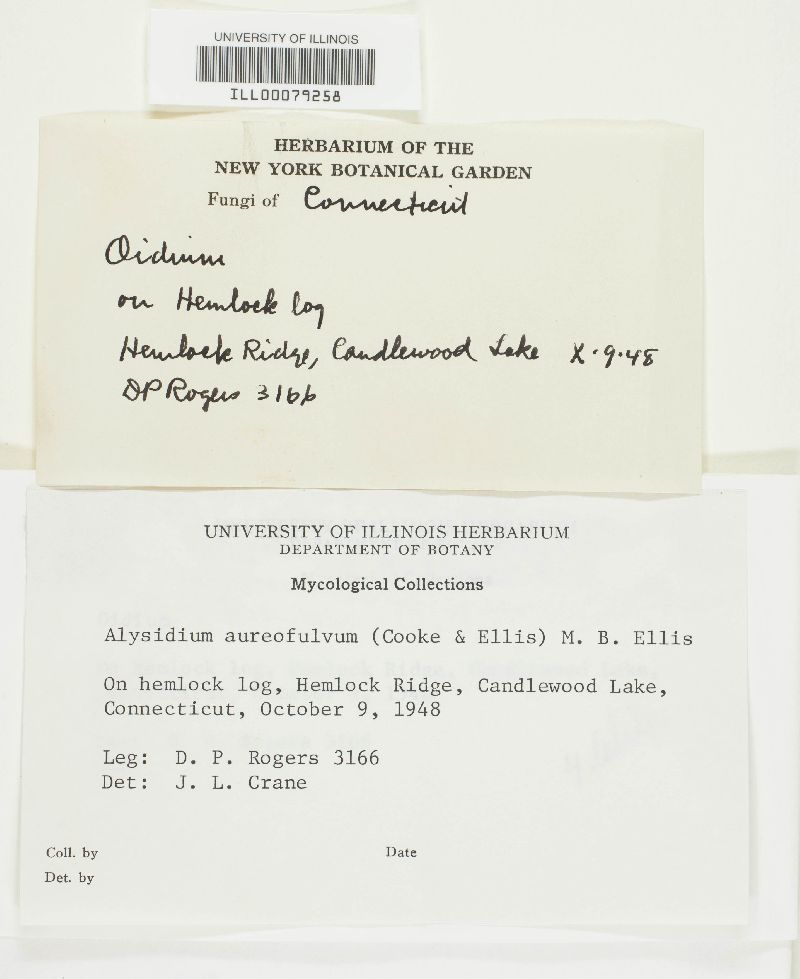 UNIVERSITY OF ILLINOIS
ILL00079258
HERBARIUM OF THE
NEW YORK BOTANICAL GARDEN
Fungi of Connecticut
Oidium
on Hemlock log
Hemlock Ridge, Candlewood Lake X·9·48
DP Rogers 3166
UNIVERSITY OF ILLINOIS HERBARIUM
DEPARTMENT OF BOTANY
Mycological Collections
Alysidium aureofulvum (Cooke & Ellis) M. B. Ellis
On hemlock log, Hemlock Ridge, Candlewood Lake,
Connecticut, October 9, 1948
Leg: D. P. Rogers 3166
Det: J. L. Crane
Coll. by Date
Det. by